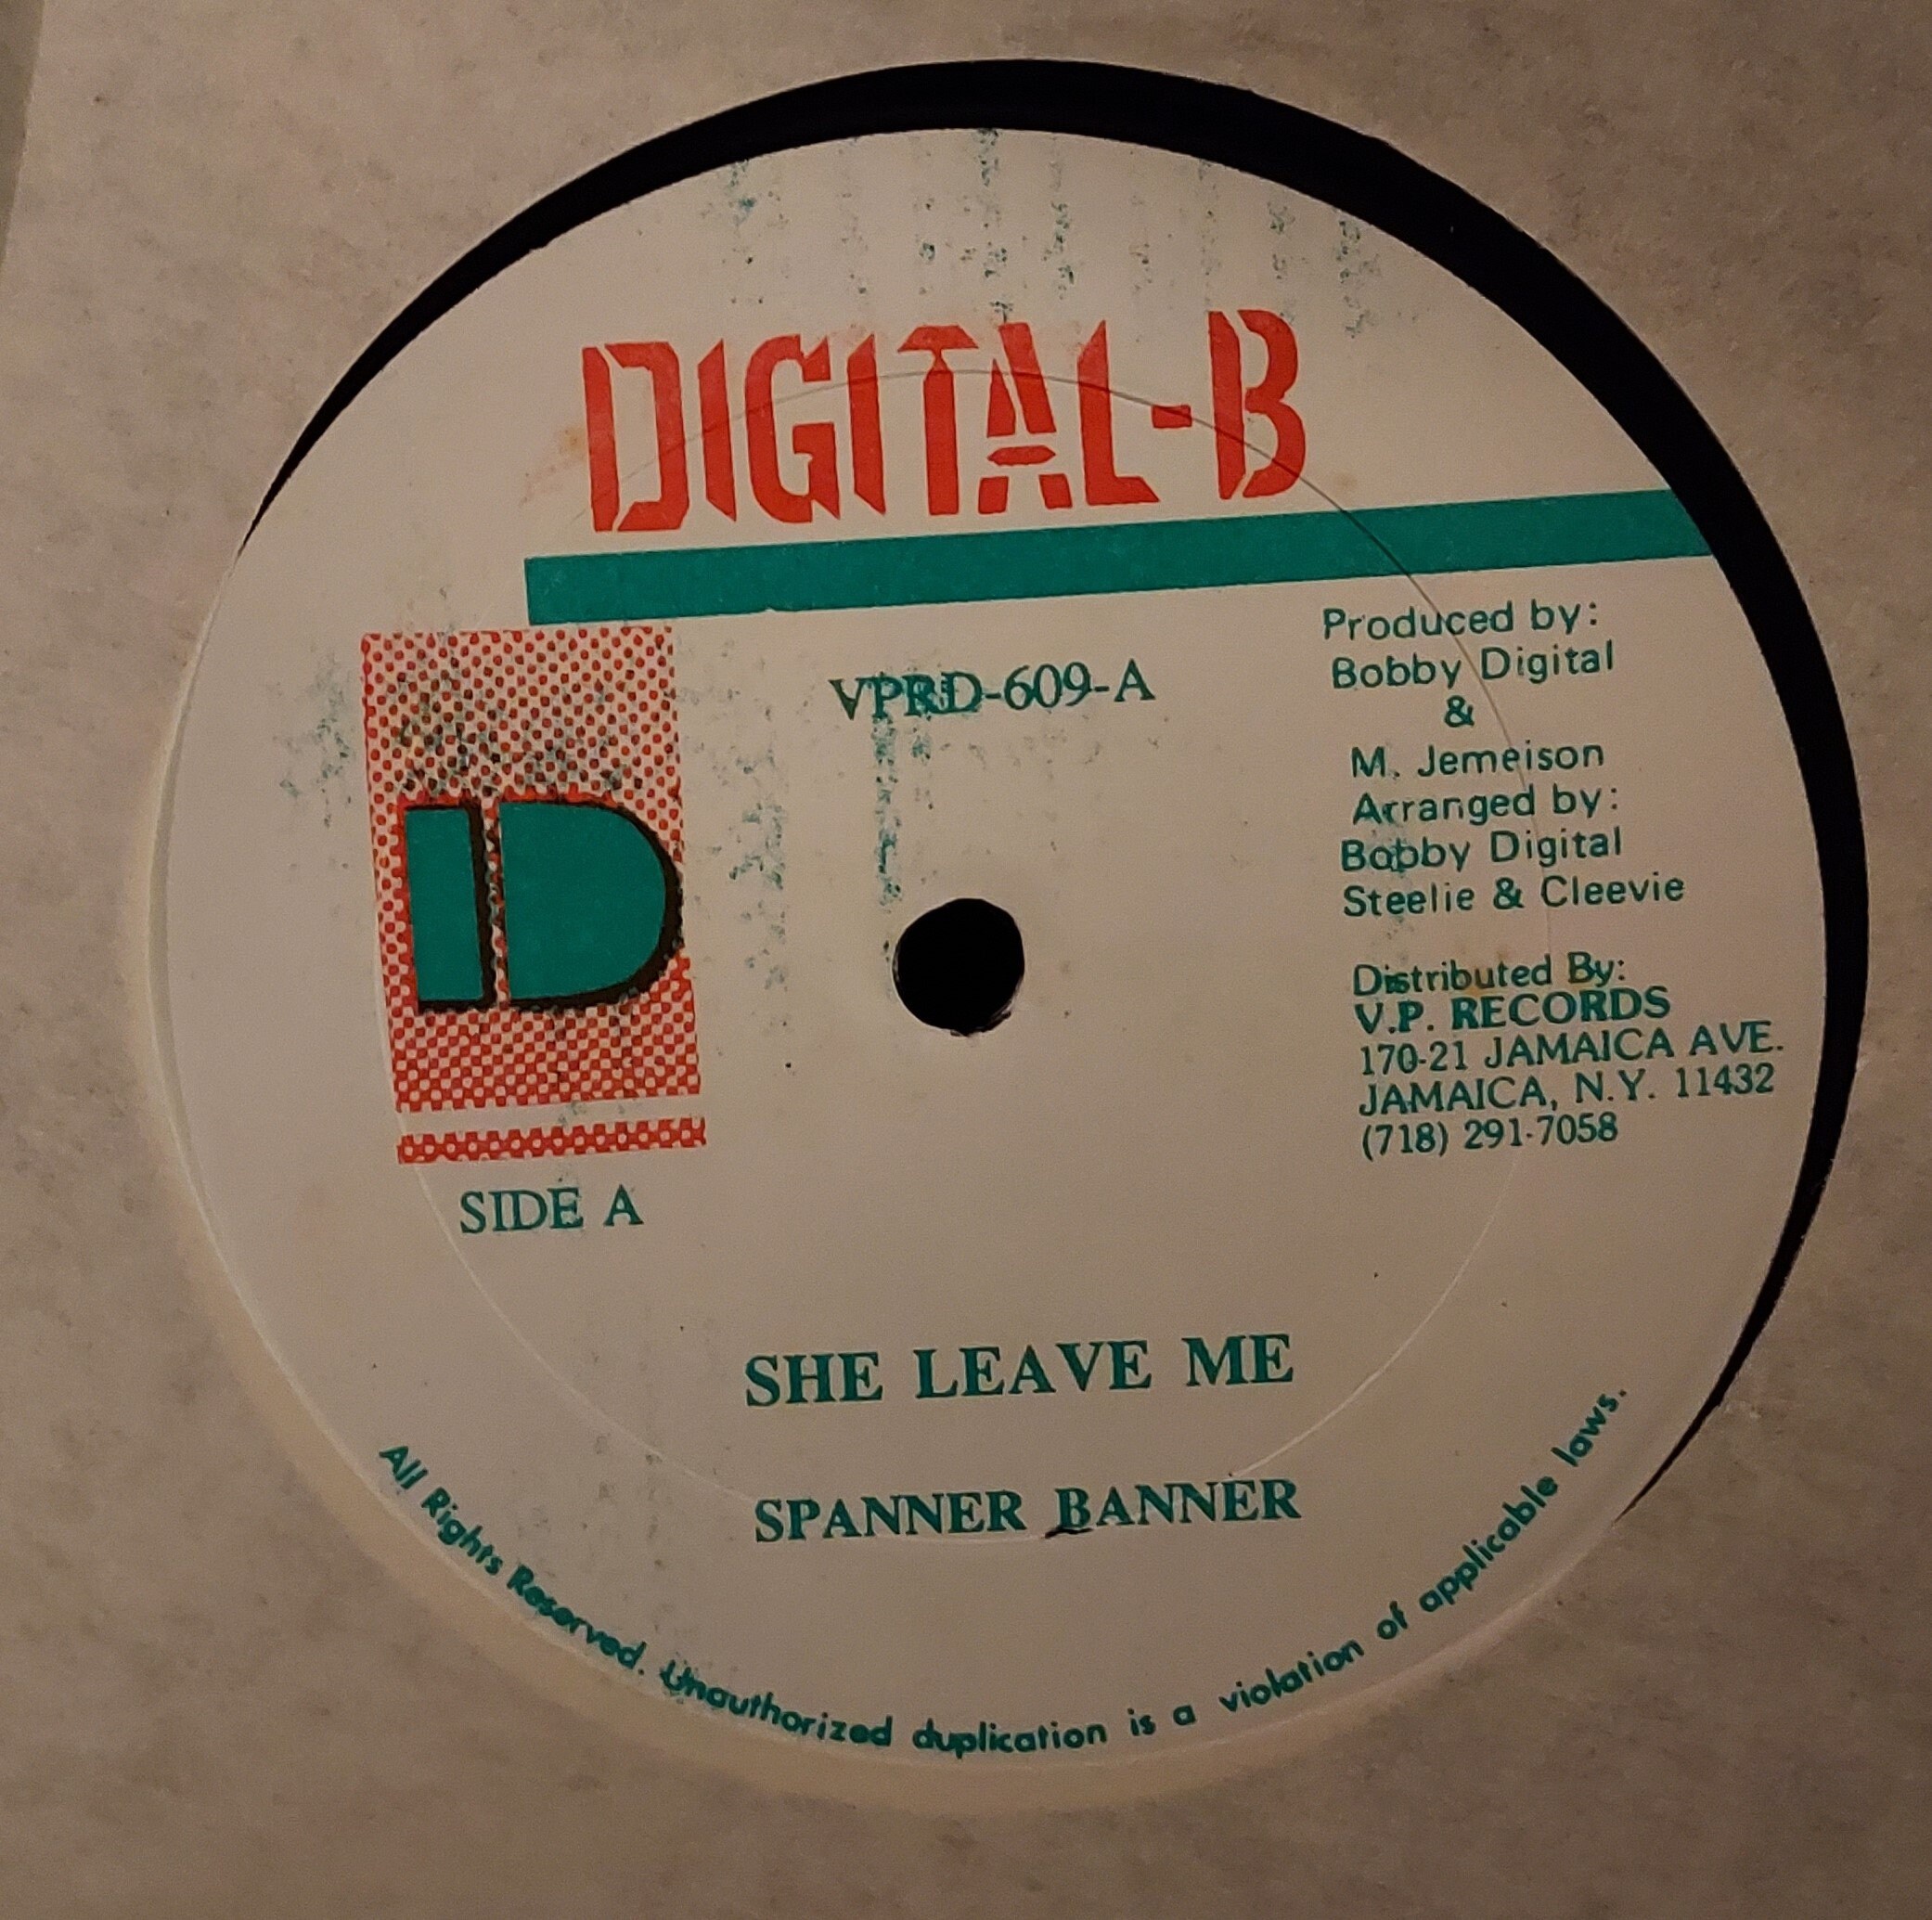 DIGITAL-B
VPRD-609-A
Produced by:
Bobby Digital
&
M. Jemeison
Arranged by:
Bobby Digital
Steelie & Cleevie
Distributed By:
V.P. RECORDS
170-21 JAMAICA AVE.
JAMAICA, N.Y. 11432
(718) 291-7058
D
SIDE A
SHE LEAVE ME
SPANNER BANNER
All Rights Reserved. Unauthorized duplication is a violation of applicable laws.